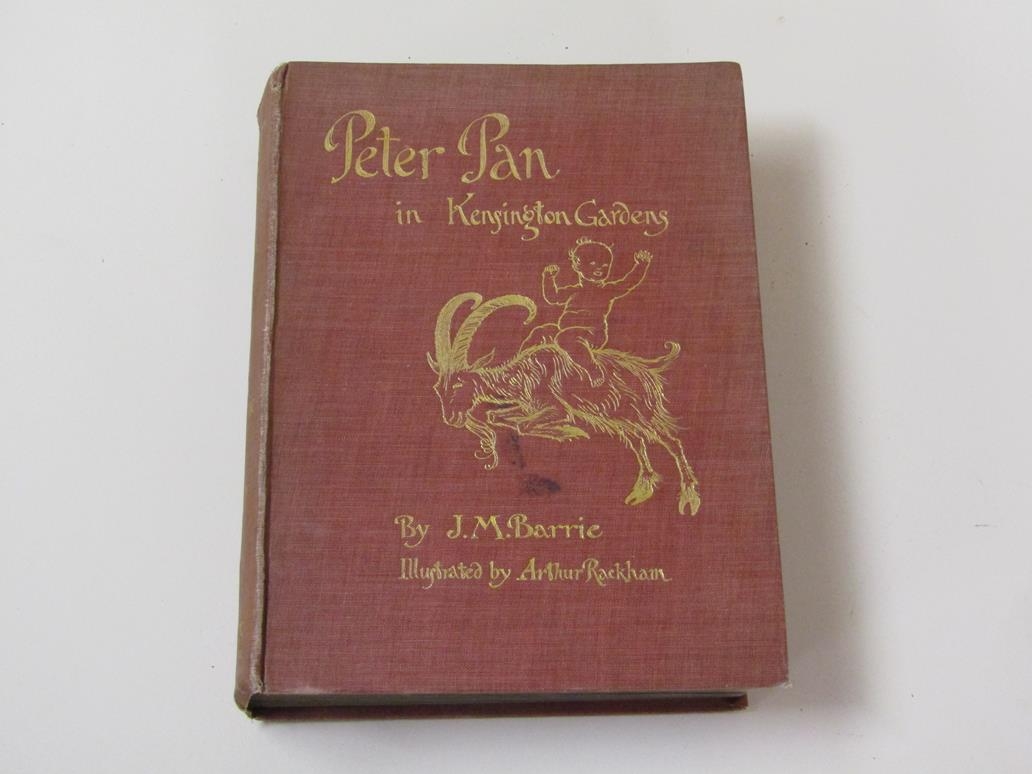 Peter Pan
in Kensington Gardens
By J.M. Barrie
Illustrated by Arthur Rackham